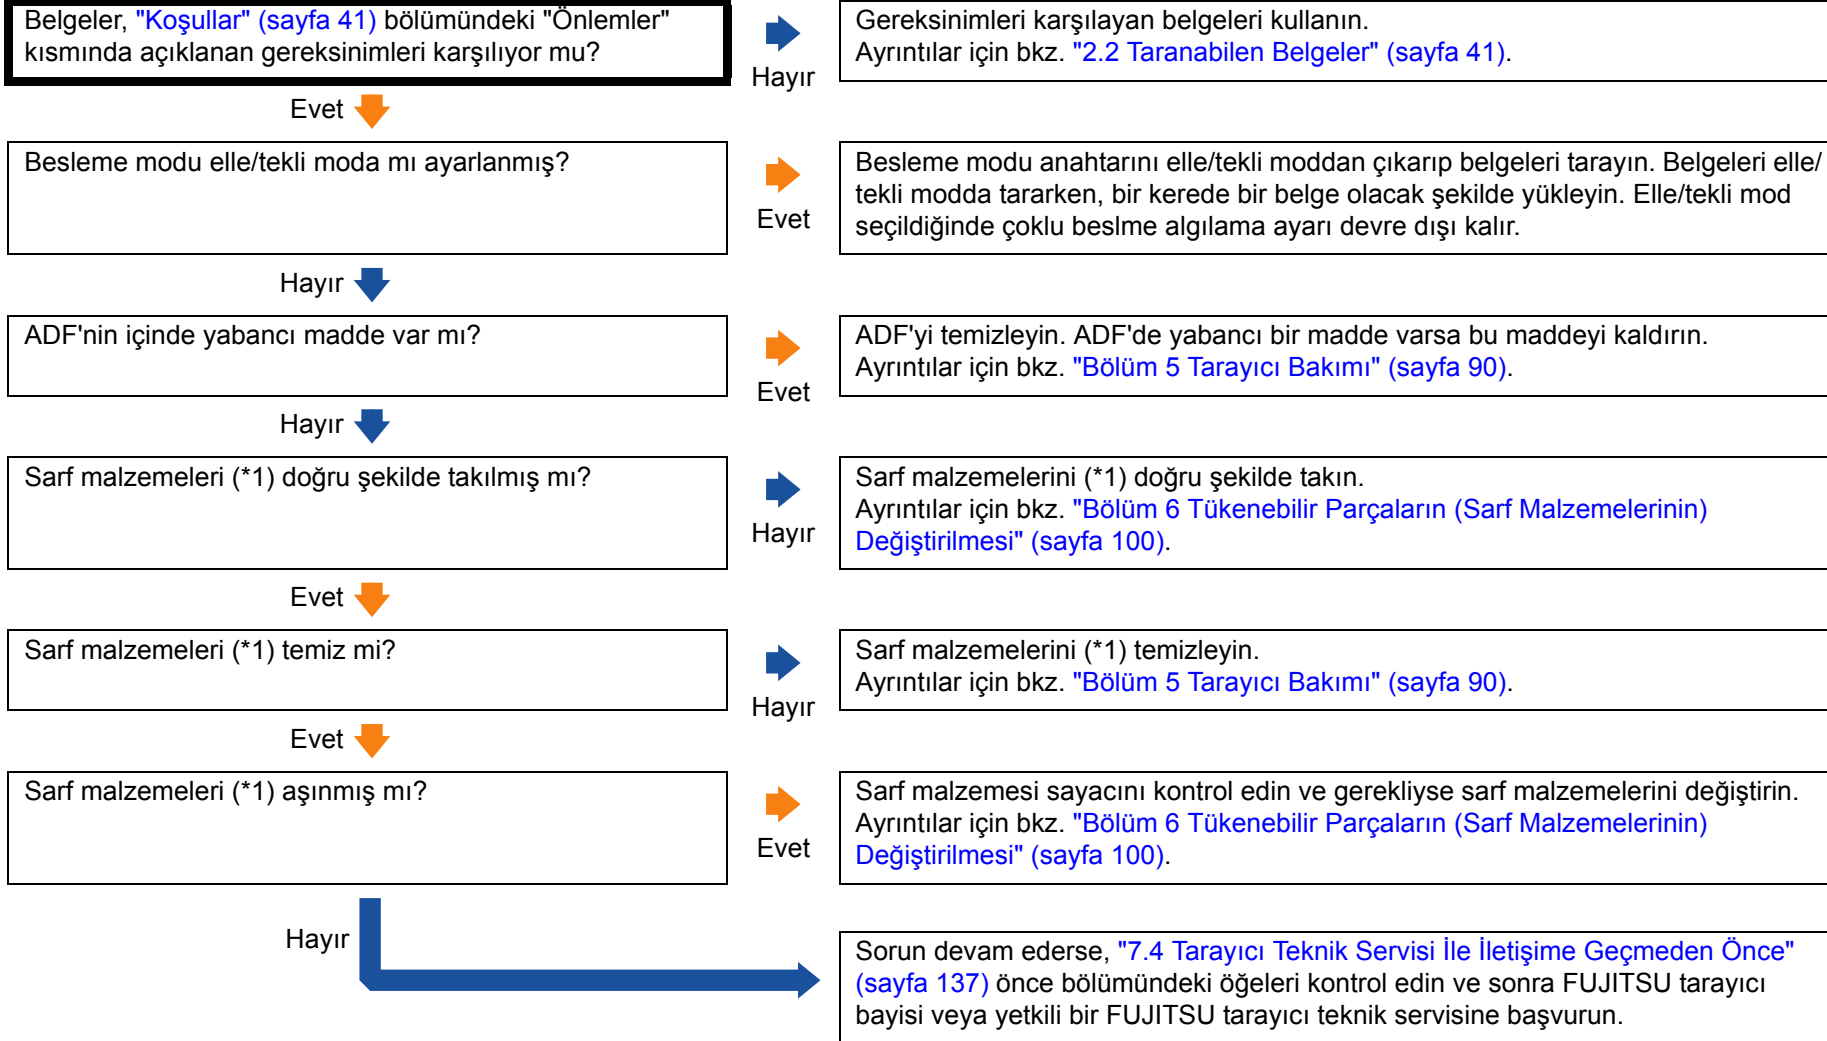 Belgeler, "Koşullar" (sayfa 41) bölümündeki "Önlemler"
kısmında açıklanan gereksinimleri karşılıyor mu?
Hayır
Gereksinimleri karşılayan belgeleri kullanın.
Ayrıntılar için bkz. "2.2 Taranabilen Belgeler" (sayfa 41).
Evet
Besleme modu elle/tekli moda mı ayarlanmış?
Evet
Besleme modu anahtarını elle/tekli moddan çıkarıp belgeleri tarayın. Belgeleri elle/
tekli modda tararken, bir kerede bir belge olacak şekilde yükleyin. Elle/tekli mod
seçildiğinde çoklu beslme algılama ayarı devre dışı kalır.
Hayır
ADF'nin içinde yabancı madde var mı?
Evet
ADF'yi temizleyin. ADF'de yabancı bir madde varsa bu maddeyi kaldırın.
Ayrıntılar için bkz. "Bölüm 5 Tarayıcı Bakımı" (sayfa 90).
Hayır
Sarf malzemeleri (*1) doğru şekilde takılmış mı?
Hayır
Sarf malzemelerini (*1) doğru şekilde takın.
Ayrıntılar için bkz. "Bölüm 6 Tükenebilir Parçaların (Sarf Malzemelerinin)
Değiştirilmesi" (sayfa 100).
Evet
Sarf malzemeleri (*1) temiz mi?
Hayır
Sarf malzemelerini (*1) temizleyin.
Ayrıntılar için bkz. "Bölüm 5 Tarayıcı Bakımı" (sayfa 90).
Evet
Sarf malzemeleri (*1) aşınmış mı?
Evet
Sarf malzemesi sayacını kontrol edin ve gerekliyse sarf malzemelerini değiştirin.
Ayrıntılar için bkz. "Bölüm 6 Tükenebilir Parçaların (Sarf Malzemelerinin)
Değiştirilmesi" (sayfa 100).
Hayır
Sorun devam ederse, "7.4 Tarayıcı Teknik Servisi İle İletişime Geçmeden Önce"
(sayfa 137) önce bölümündeki öğeleri kontrol edin ve sonra FUJITSU tarayıcı
bayisi veya yetkili bir FUJITSU tarayıcı teknik servisine başvurun.